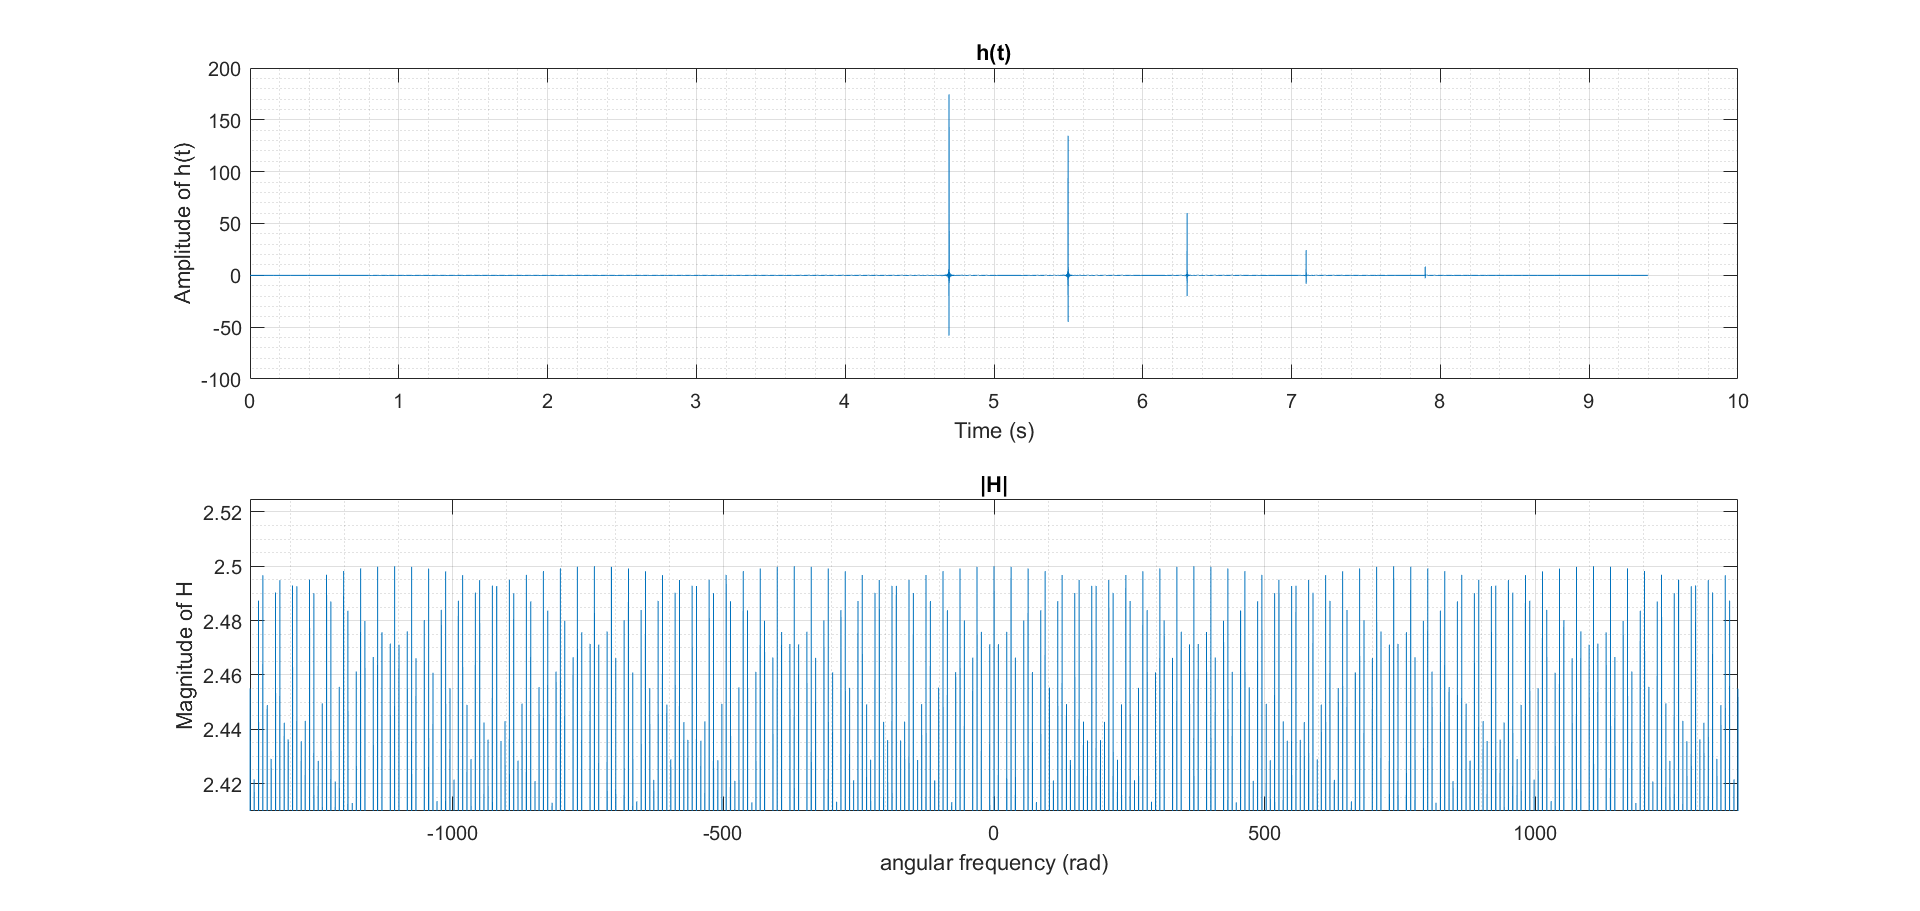 h(t)
200
150
100
50
0
-50
-100
Amplitude of h(t)
0 1 2 3 4 5 6 7 8 9 10
Time (s)
|H|
2.52
2.5
2.48
2.46
2.44
2.42
Magnitude of H
-1000 -500 0 500 1000
angular frequency (rad)